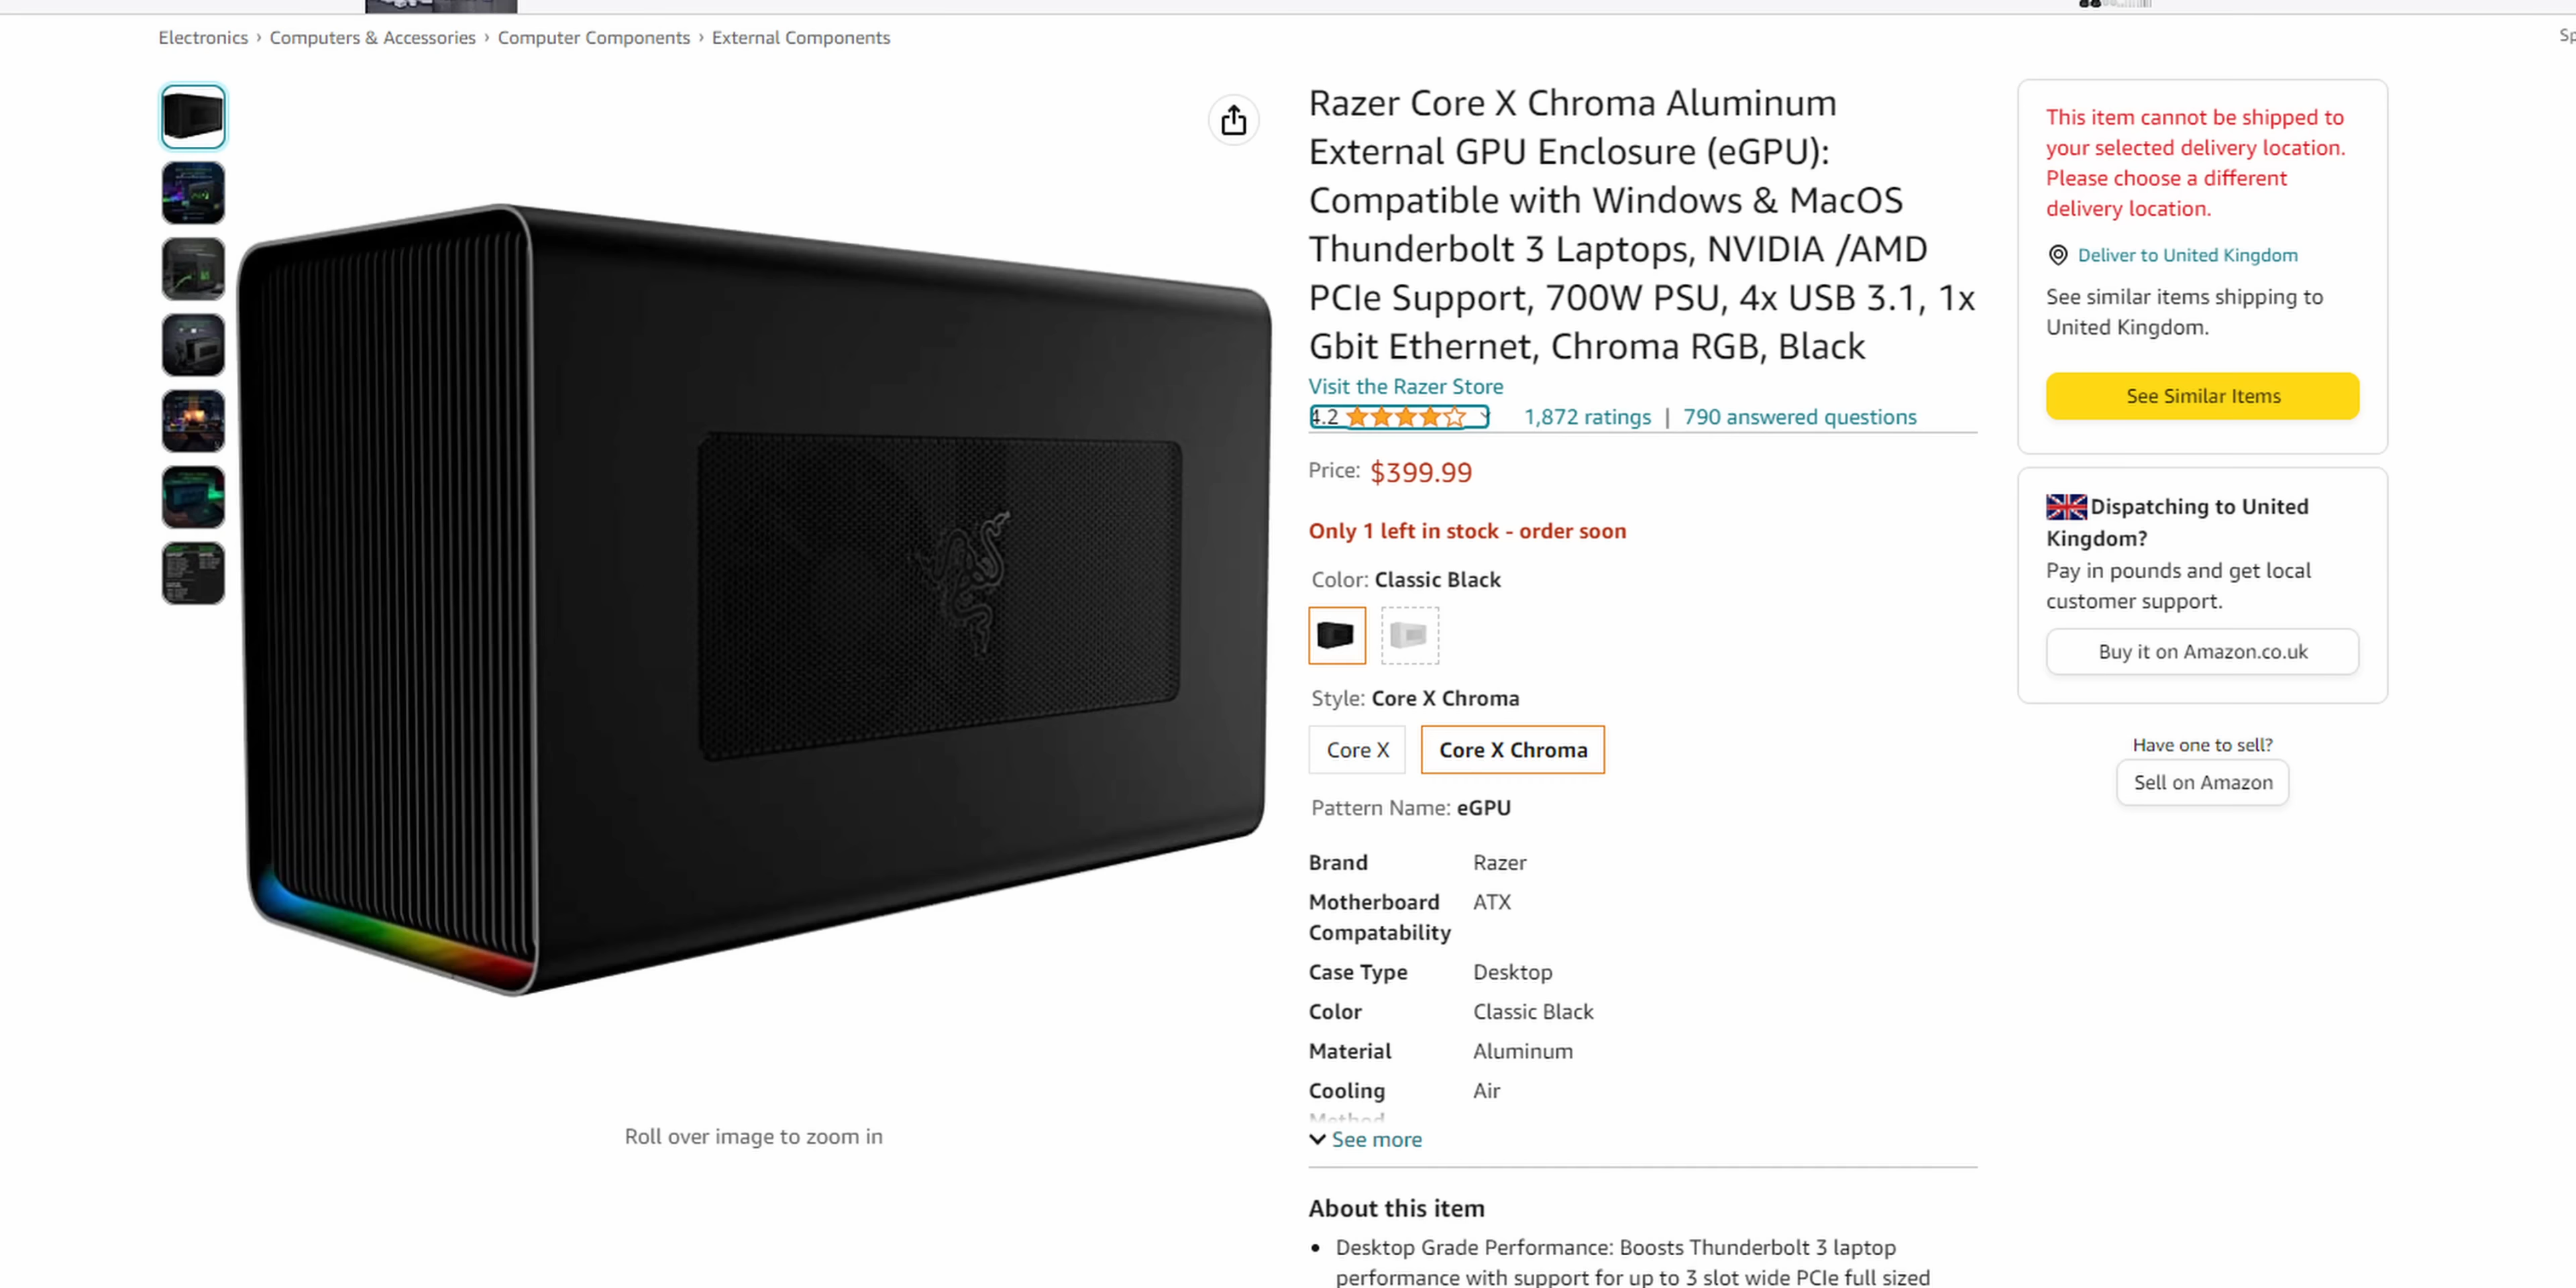 Electronics › Computers & Accessories › Computer Components › External Components
Razer Core X Chroma Aluminum
External GPU Enclosure (eGPU):
Compatible with Windows & MacOS
Thunderbolt 3 Laptops, NVIDIA /AMD
PCIe Support, 700W PSU, 4x USB 3.1, 1x
Gbit Ethernet, Chroma RGB, Black
Visit the Razer Store
4.2 1,872 ratings | 790 answered questions
Price: $399.99
Only 1 left in stock - order soon
Color: Classic Black
Style: Core X Chroma
Core X Core X Chroma
Pattern Name: eGPU
Brand Razer
Motherboard ATX
Compatability
Case Type Desktop
Color Classic Black
Material Aluminum
Cooling Air
Method
See more
About this item
• Desktop Grade Performance: Boosts Thunderbolt 3 laptop
performance with support for up to 3 slot wide PCIe full sized
Roll over image to zoom in
This item cannot be shipped to
your selected delivery location.
Please choose a different
delivery location.
Deliver to United Kingdom
See similar items shipping to
United Kingdom.
See Similar Items
Dispatching to United
Kingdom?
Pay in pounds and get local
customer support.
Buy it on Amazon.co.uk
Have one to sell?
Sell on Amazon